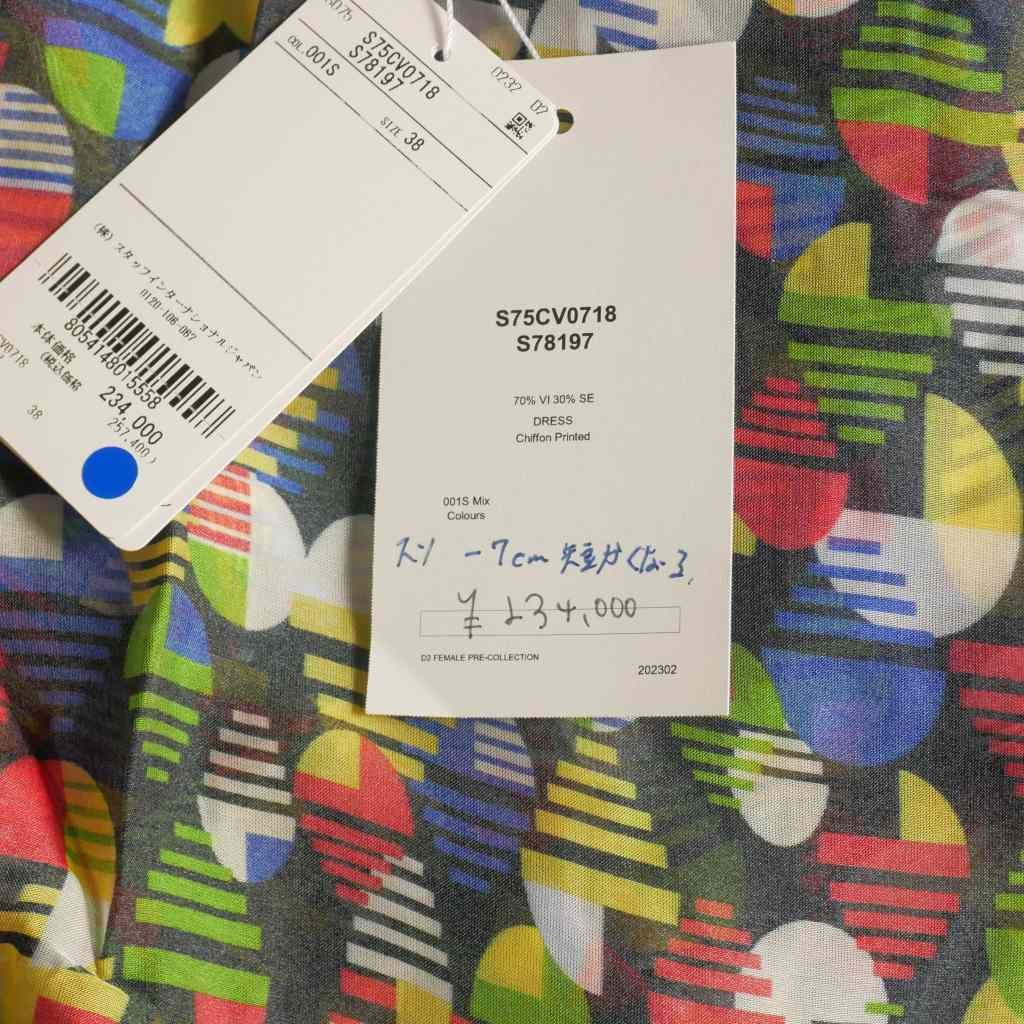 S75CV0718
S78197
0232 02
COL. 001S
SIZE 38
(株) スタッフインターナショナルジャパン
0120-106-067
8054148015558
本体価格 234,000
(税込価格 257,400)
38
S75CV0718
S78197
70% VI 30% SE
DRESS
Chiffon Printed
001S Mix
Colours
スソ -7cm 短かくなる
¥234,000
D2 FEMALE PRE-COLLECTION
202302